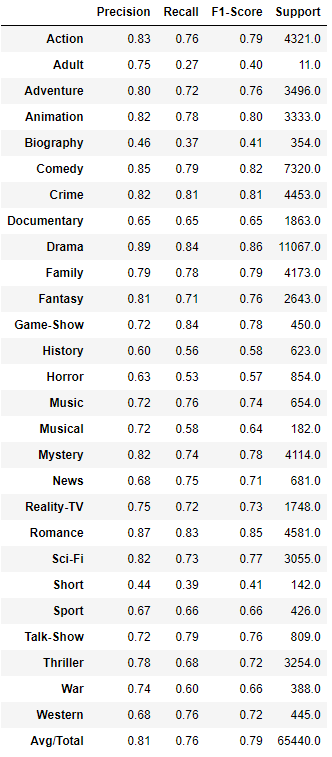 Precision Recall F1-Score Support
Action 0.83 0.76 0.79 4321.0
Adult 0.75 0.27 0.40 11.0
Adventure 0.80 0.72 0.76 3496.0
Animation 0.82 0.78 0.80 3333.0
Biography 0.46 0.37 0.41 354.0
Comedy 0.85 0.79 0.82 7320.0
Crime 0.82 0.81 0.81 4453.0
Documentary 0.65 0.65 0.65 1863.0
Drama 0.89 0.84 0.86 11067.0
Family 0.79 0.78 0.79 4173.0
Fantasy 0.81 0.71 0.76 2643.0
Game-Show 0.72 0.84 0.78 450.0
History 0.60 0.56 0.58 623.0
Horror 0.63 0.53 0.57 854.0
Music 0.72 0.76 0.74 654.0
Musical 0.72 0.58 0.64 182.0
Mystery 0.82 0.74 0.78 4114.0
News 0.68 0.75 0.71 681.0
Reality-TV 0.75 0.72 0.73 1748.0
Romance 0.87 0.83 0.85 4581.0
Sci-Fi 0.82 0.73 0.77 3055.0
Short 0.44 0.39 0.41 142.0
Sport 0.67 0.66 0.66 426.0
Talk-Show 0.72 0.79 0.76 809.0
Thriller 0.78 0.68 0.72 3254.0
War 0.74 0.60 0.66 388.0
Western 0.68 0.76 0.72 445.0
Avg/Total 0.81 0.76 0.79 65440.0